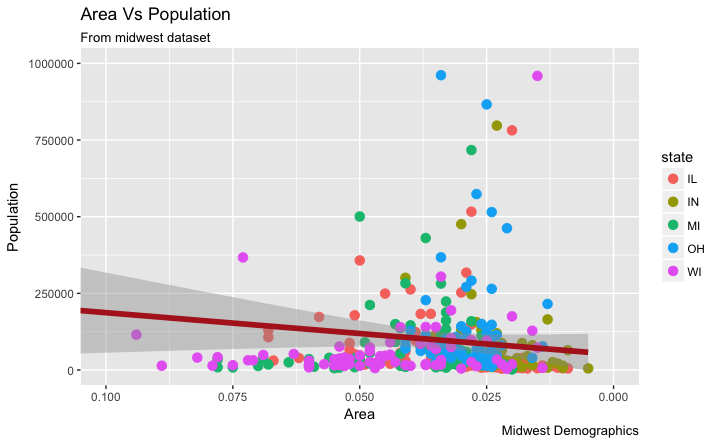 Area Vs Population
From midwest dataset
1000000
750000
500000
250000
0
Population
0.100
0.075
0.050
0.025
0.000
Area
state
IL
IN
MI
OH
WI
Midwest Demographics